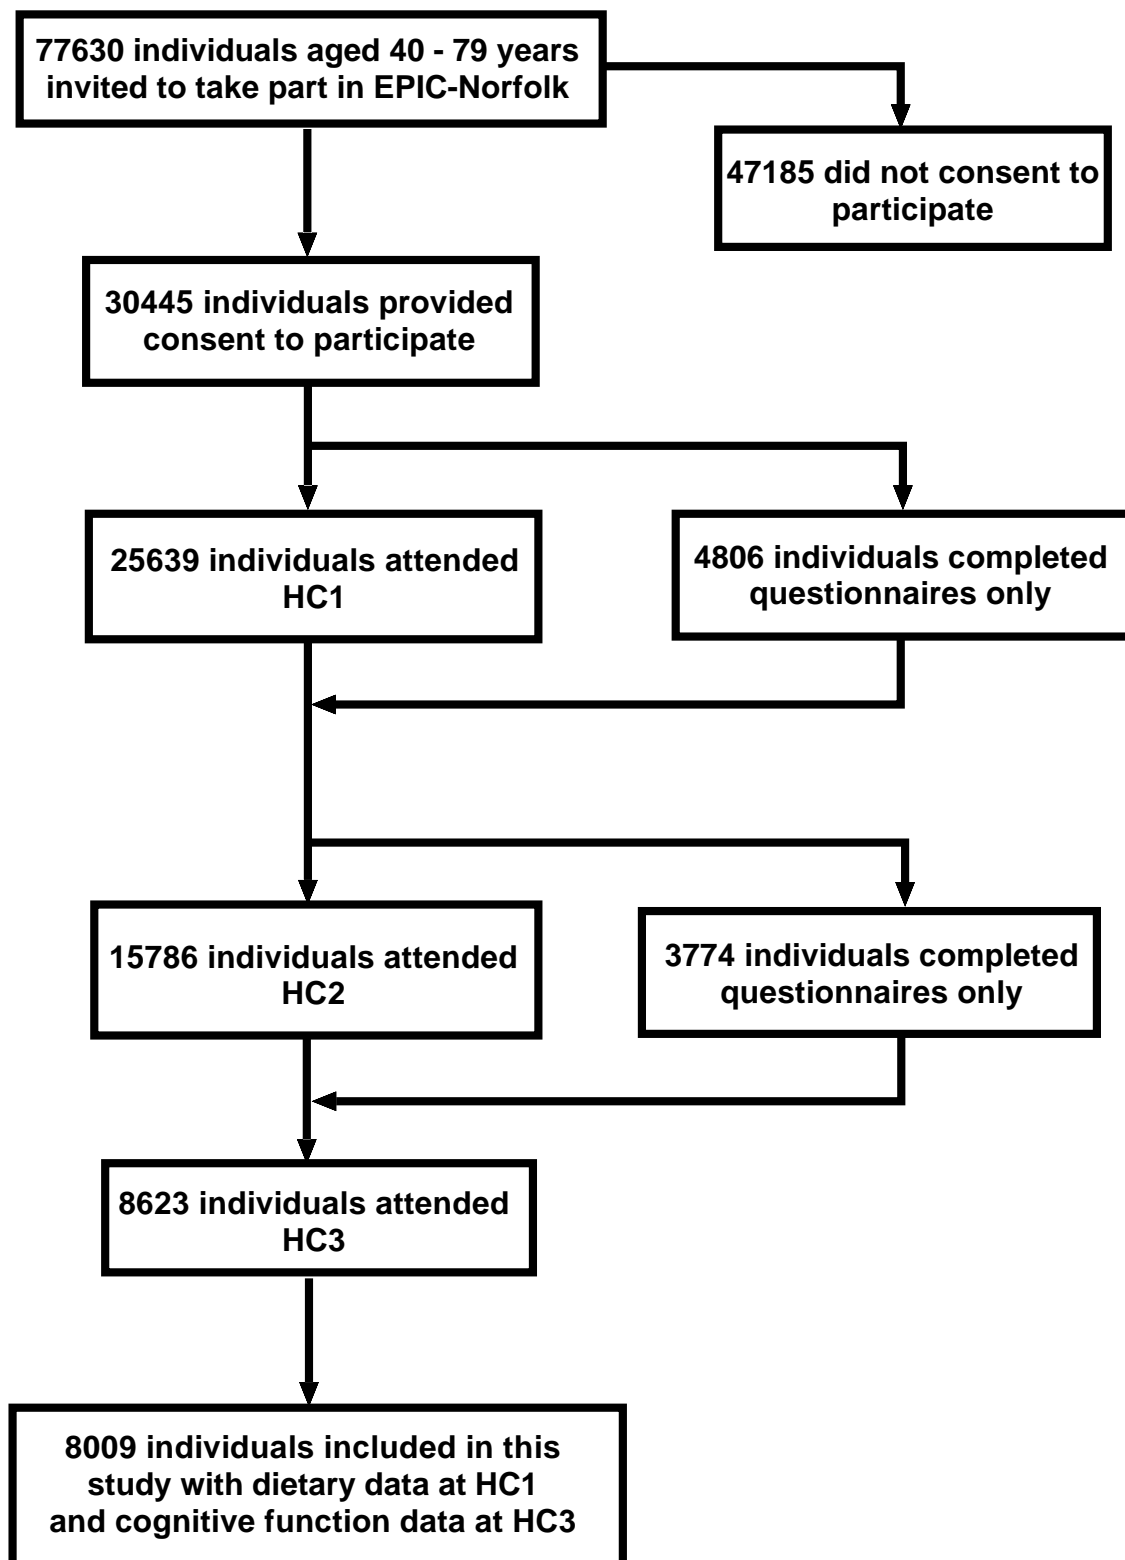 77630 individuals aged 40 - 79 years
invited to take part in EPIC-Norfolk
47185 did not consent to
participate
30445 individuals provided
consent to participate
25639 individuals attended
HC1
4806 individuals completed
questionnaires only
15786 individuals attended
HC2
3774 individuals completed
questionnaires only
8623 individuals attended
HC3
8009 individuals included in this
study with dietary data at HC1
and cognitive function data at HC3